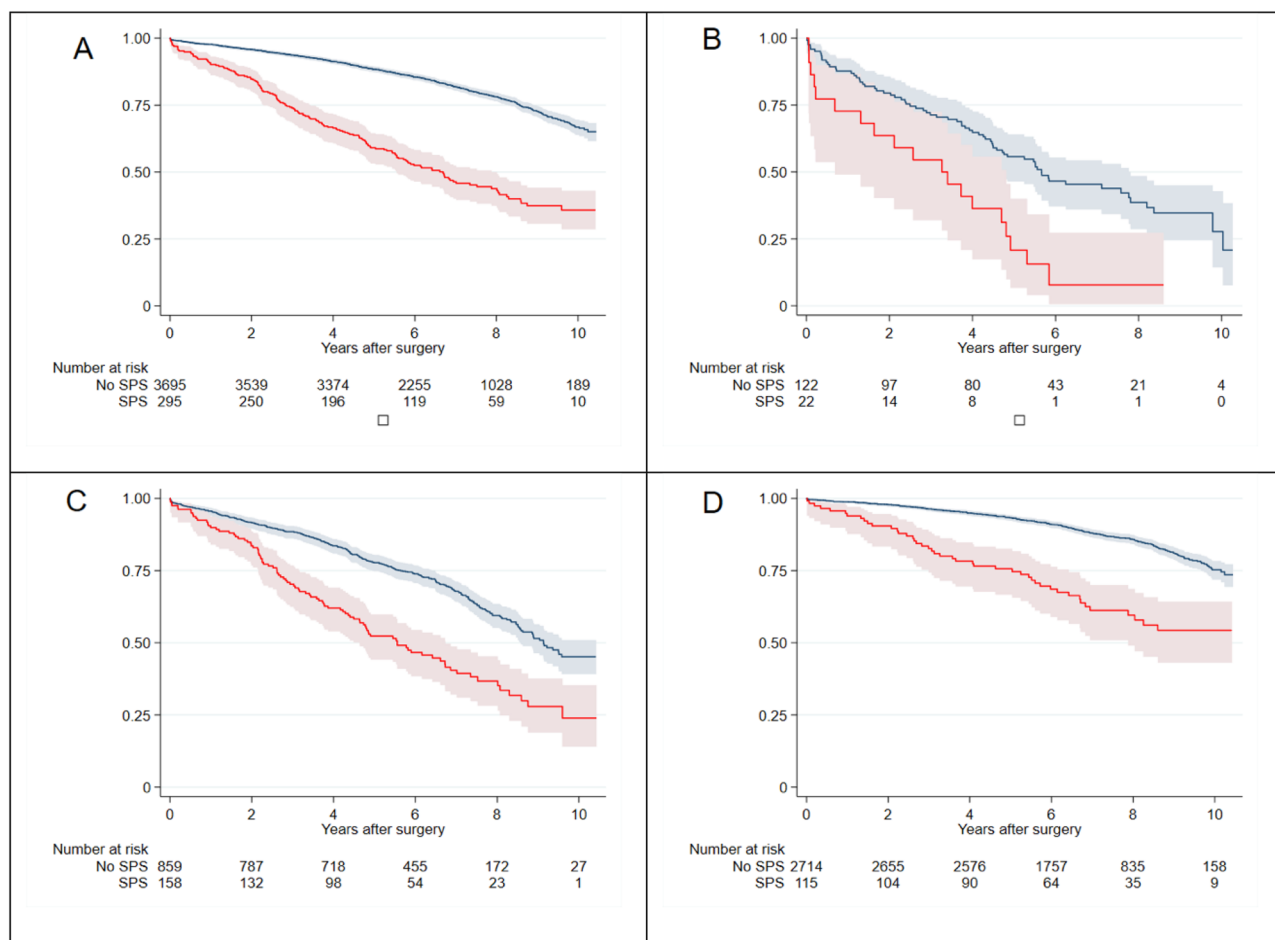 A
1.00
0.75
0.50
0.25
0
0 2 4 6 8 10
Years after surgery
Number at risk
No SPS 3695 3539 3374 2255 1028 189
SPS 295 250 196 119 59 10
B
1.00
0.75
0.50
0.25
0
0 2 4 6 8 10
Years after surgery
Number at risk
No SPS 122 97 80 43 21 4
SPS 22 14 8 1 1 0
C
1.00
0.75
0.50
0.25
0
0 2 4 6 8 10
Years after surgery
Number at risk
No SPS 859 787 718 455 172 27
SPS 158 132 98 54 23 1
D
1.00
0.75
0.50
0.25
0
0 2 4 6 8 10
Years after surgery
Number at risk
No SPS 2714 2655 2576 1757 835 158
SPS 115 104 90 64 35 9